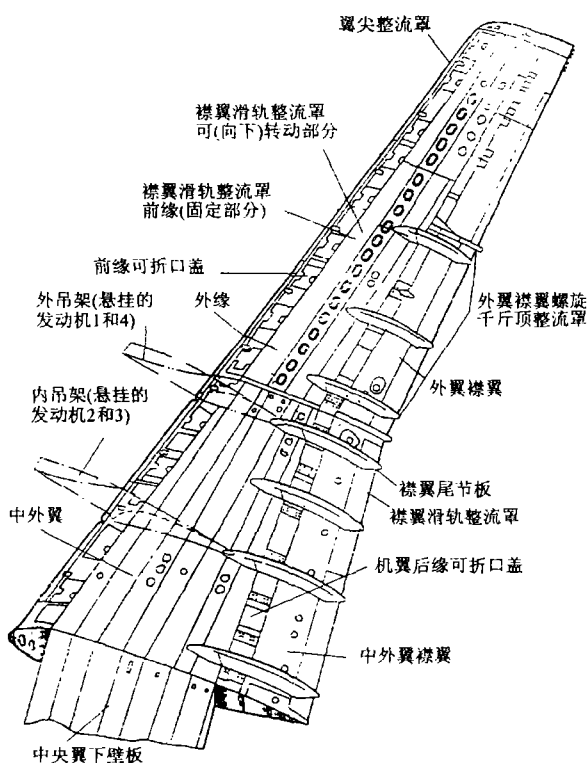 翼尖整流罩
襟翼滑轨整流罩
可(向下)转动部分
襟翼滑轨整流罩
前缘(固定部分)
前缘可折口盖
外吊架(悬挂的
发动机1和4)
外缘
外翼襟翼螺旋
千斤顶整流罩
内吊架(悬挂的
发动机2和3)
外翼襟翼
襟翼尾节板
襟翼滑轨整流罩
中外翼
机翼后缘可折口盖
中外翼襟翼
中央翼下壁板